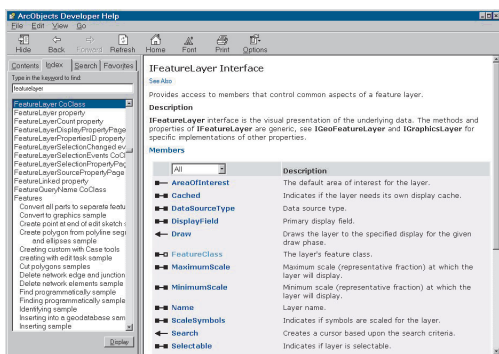 ArcObjects Developer Help
File Edit View Go
Hide Back Forward Refresh Home Font Print Options
Contents Index Search Favorites
Type in the keyword to find:
featurelayer
FeatureLayer CoClass
FeatureLayer property
FeatureLayerCount property
FeatureLayerDisplayPropertyPage
FeatureLayerPropertiesID property
FeatureLayerSelectionChanged ev
FeatureLayerSelectionEvents CoCl
FeatureLayerSelectionPropertyPag
FeatureLayerSourcePropertyPage
FeatureLinked property
FeatureQueryName CoClass
Features
Convert all parts to separate featu
Convert to graphics sample
Create point at end of edit sketch s
Create polygon from polyline segr
and ellipses sample
Creating custom with Case tools
creating with edit task sample
Cut polygons sample
Delete network edge and junction
Delete network elements sample
Find programmatically sample
Finding programmatically sample
Identifying sample
Inserting into a geodatabase samp
Inserting sample
Display
IFeatureLayer Interface
See Also
Provides access to members that control common aspects of a feature layer.
Description
IFeatureLayer interface is the visual presentation of the underlying data. The methods and
properties of IFeatureLayer are generic, see IGeoFeatureLayer and IGraphicsLayer for
specific implementations of other properties.
Members
All Description
AreaOfInterest The default area of interest for the layer.
Cached Indicates if the layer needs its own display cache.
DataSourceType Data source type.
DisplayField Primary display field.
Draw Draws the layer to the specified display for the given
draw phase.
FeatureClass The layer's feature class.
MaximumScale Maximum scale (representative fraction) at which the
layer will display.
MinimumScale Minimum scale (representative fraction) at which the
layer will display.
Name Layer name.
ScaleSymbols Indicates if symbols are scaled for the layer.
Search Creates a cursor based upon the search criteria.
Selectable Indicates if layer is selectable.